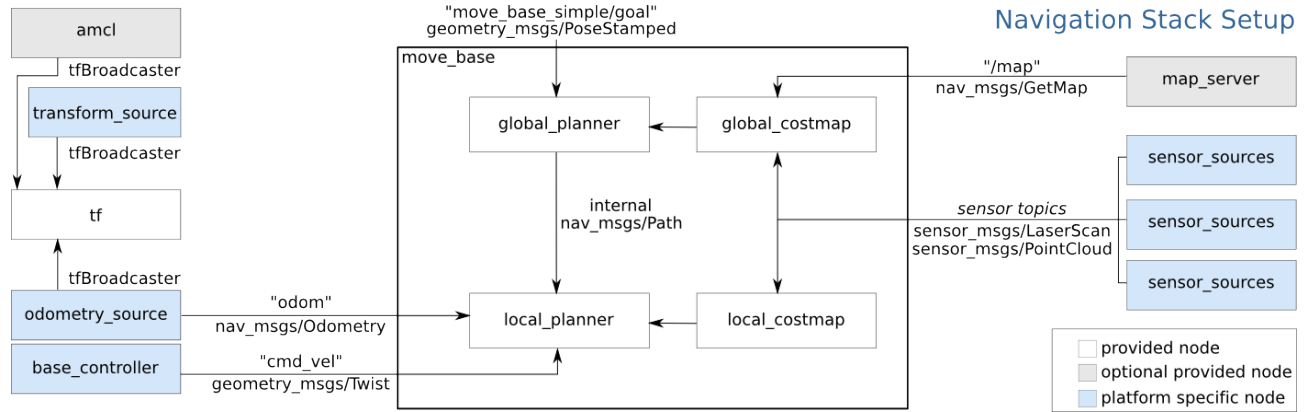 Navigation Stack Setup
amcl
tfBroadcaster
transform_source
tfBroadcaster
tf
tfBroadcaster
odometry_source
base_controller
"odom"
nav_msgs/Odometry
"cmd_vel"
geometry_msgs/Twist
"move_base_simple/goal"
geometry_msgs/PoseStamped
move_base
global_planner
global_costmap
internal
nav_msgs/Path
local_planner
local_costmap
"/map"
nav_msgs/GetMap
map_server
sensor topics
sensor_msgs/LaserScan
sensor_msgs/PointCloud
sensor_sources
sensor_sources
sensor_sources
provided node
optional provided node
platform specific node